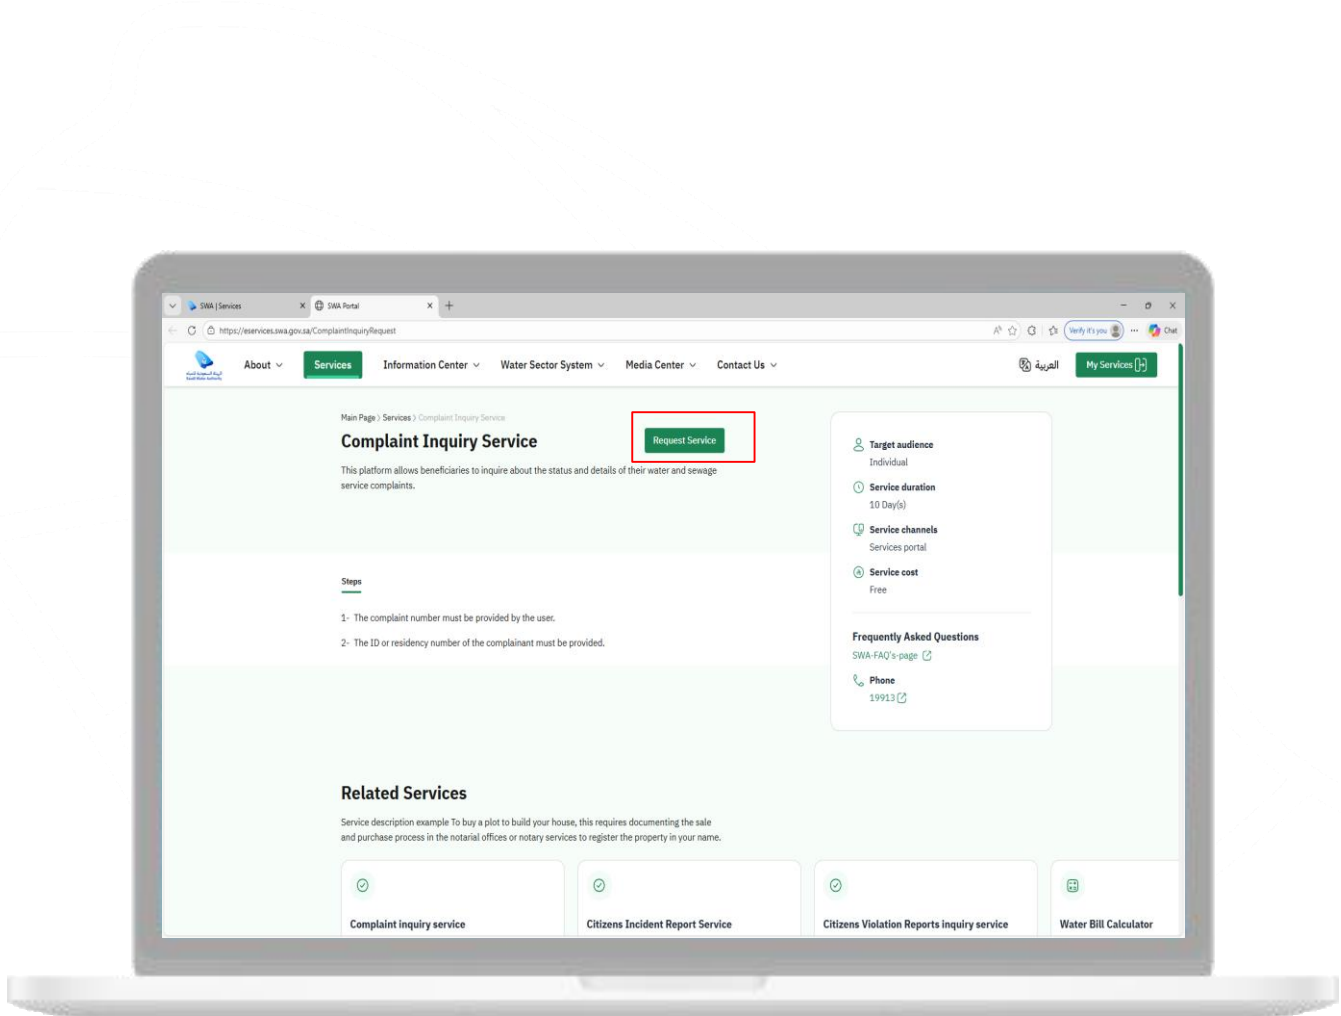 SWA | Services
SWA Portal
https://eservices.swa.gov.sa/ComplaintInquiryRequest
Verify it's you
Chat
About
Services
Information Center
Water Sector System
Media Center
Contact Us
العربية
My Services
Main Page > Services > Complaint Inquiry Service
Complaint Inquiry Service
Request Service
This platform allows beneficiaries to inquire about the status and details of their water and sewage
service complaints.
Target audience
Individual
Service duration
10 Day(s)
Service channels
Services portal
Service cost
Free
Frequently Asked Questions
SWA-FAQ's-page
Phone
19913
Steps
1- The complaint number must be provided by the user.
2- The ID or residency number of the complainant must be provided.
Related Services
Service description example To buy a plot to build your house, this requires documenting the sale
and purchase process in the notarial offices or notary services to register the property in your name.
Complaint inquiry service
Citizens Incident Report Service
Citizens Violation Reports inquiry service
Water Bill Calculator